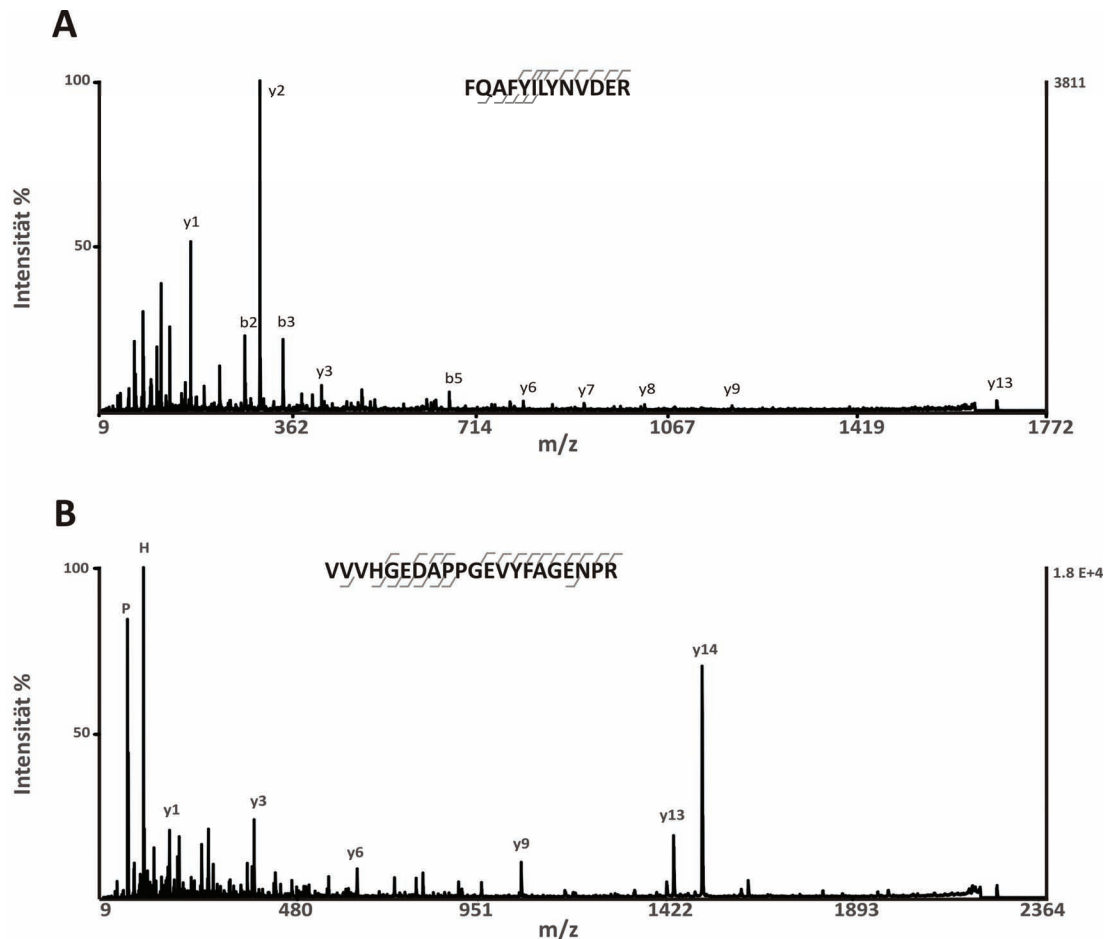 A
100
3811
FQAFYILYNVDER
y2
y1
50
b2
b3
y3
b5
y6
y7
y8
y9
y13
Intensität %
9
362
714
1067
1419
1772
m/z
B
H
100
1.8 E+4
VVVHGEDAPPGEVYFAGENPR
P
y14
50
y1
y3
y6
y9
y13
Intensität %
9
480
951
1422
1893
2364
m/z